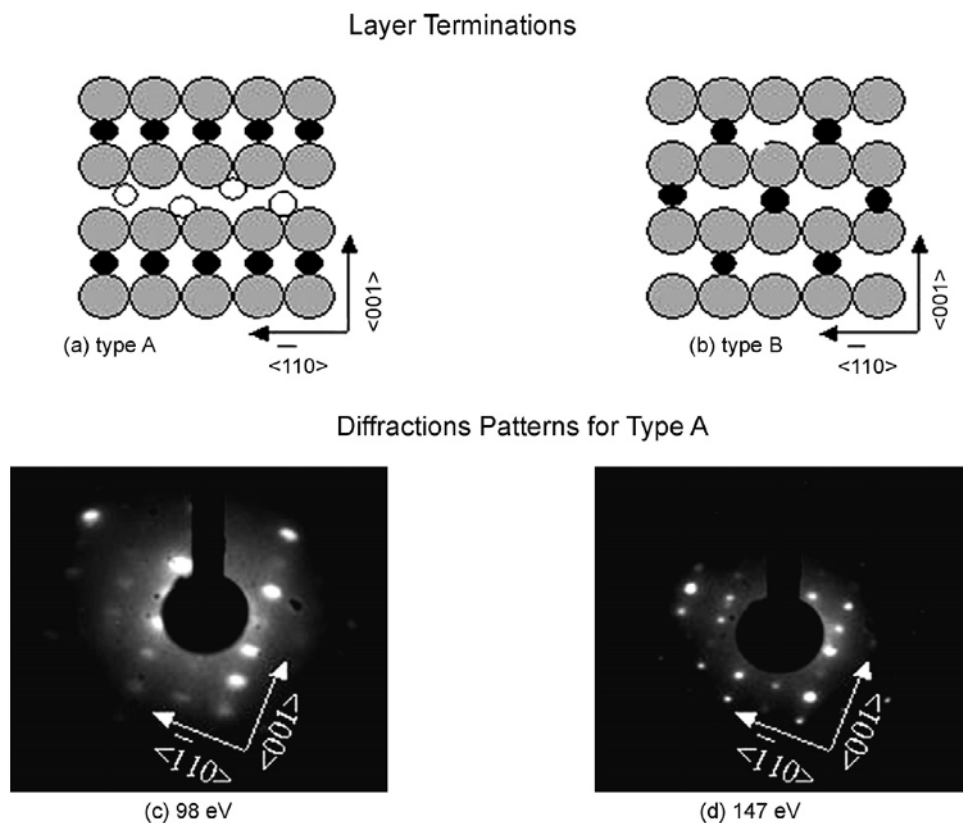 Layer Terminations
<001>
(a) type A
<110>
<001>
(b) type B
<110>
Diffractions Patterns for Type A
<110>
<001>
<110>
<001>
(c) 98 eV
(d) 147 eV